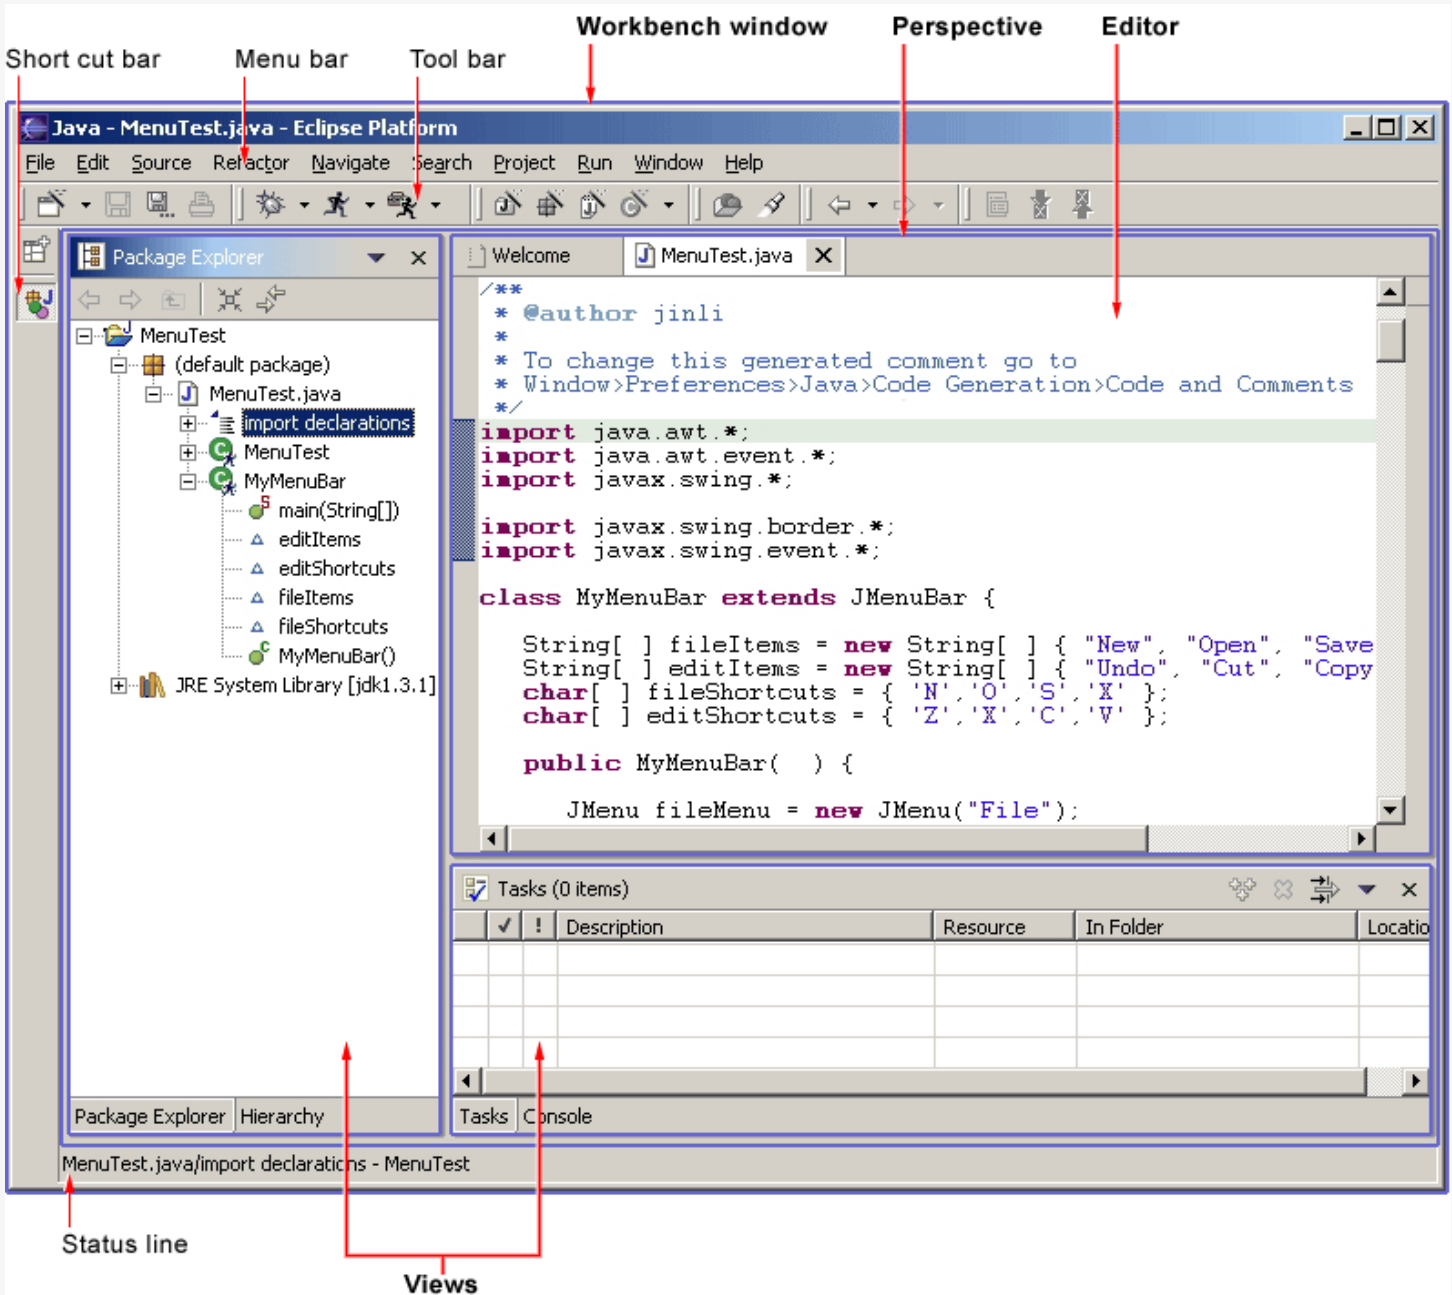 Workbench window Perspective Editor
Short cut bar Menu bar Tool bar
Java - MenuTest.java - Eclipse Platform
File Edit Source Refactor Navigate Search Project Run Window Help
Package Explorer
Welcome MenuTest.java
MenuTest
(default package)
MenuTest.java
import declarations
MenuTest
MyMenuBar
main(String[])
editItems
editShortcuts
fileItems
fileShortcuts
MyMenuBar()
JRE System Library [jdk1.3.1]
/**
* @author jinli
*
* To change this generated comment go to
* Window>Preferences>Java>Code Generation>Code and Comments
*/
import java.awt.*;
import java.awt.event.*;
import javax.swing.*;
import javax.swing.border.*;
import javax.swing.event.*;
class MyMenuBar extends JMenuBar {
String[ ] fileItems = new String[ ] { "New", "Open", "Save
String[ ] editItems = new String[ ] { "Undo", "Cut", "Copy
char[ ] fileShortcuts = { 'N','O','S','X' };
char[ ] editShortcuts = { 'Z','X','C','V' };
public MyMenuBar( ) {
JMenu fileMenu = new JMenu("File");
Tasks (0 items)
! Description Resource In Folder Locatio
Package Explorer Hierarchy
Tasks Console
MenuTest.java/import declarations - MenuTest
Status line
Views